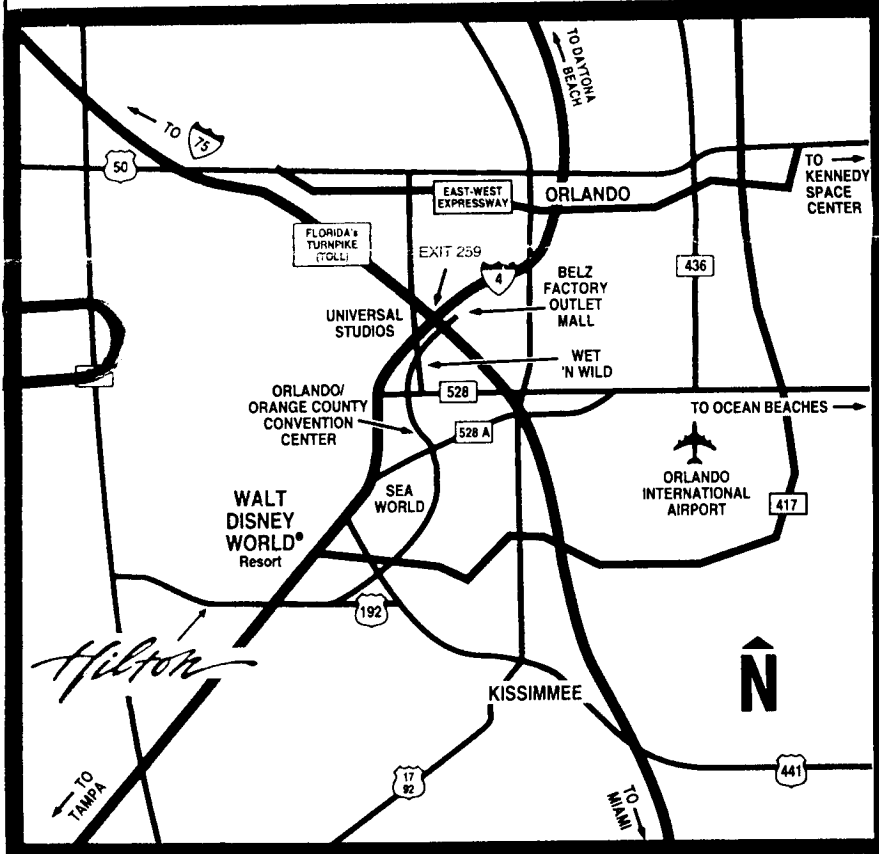 TO DAYTONA
BEACH
TO
75
50
EAST-WEST
EXPRESSWAY
ORLANDO
TO
KENNEDY
SPACE
CENTER
FLORIDA's
TURNPIKE
(TOLL)
EXIT 259
4
BELZ
FACTORY
OUTLET
MALL
436
UNIVERSAL
STUDIOS
WET
'N WILD
ORLANDO/
ORANGE COUNTY
CONVENTION
CENTER
528
TO OCEAN BEACHES
528 A
ORLANDO
INTERNATIONAL
AIRPORT
SEA
WORLD
417
WALT
DISNEY
WORLD®
Resort
192
Hilton
N
KISSIMMEE
TO
TAMPA
17
92
TO
MIAMI
441